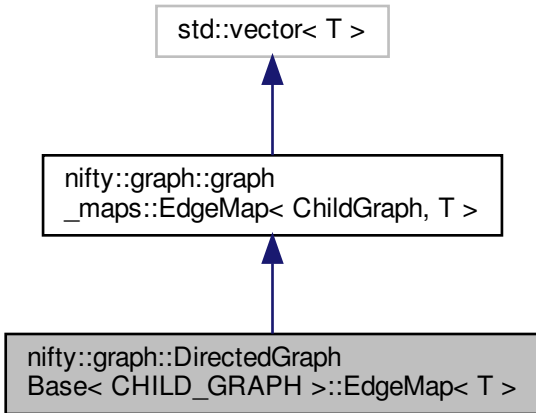 std::vector< T >
nifty::graph::graph
_maps::EdgeMap< ChildGraph, T >
nifty::graph::DirectedGraph
Base< CHILD_GRAPH >::EdgeMap< T >